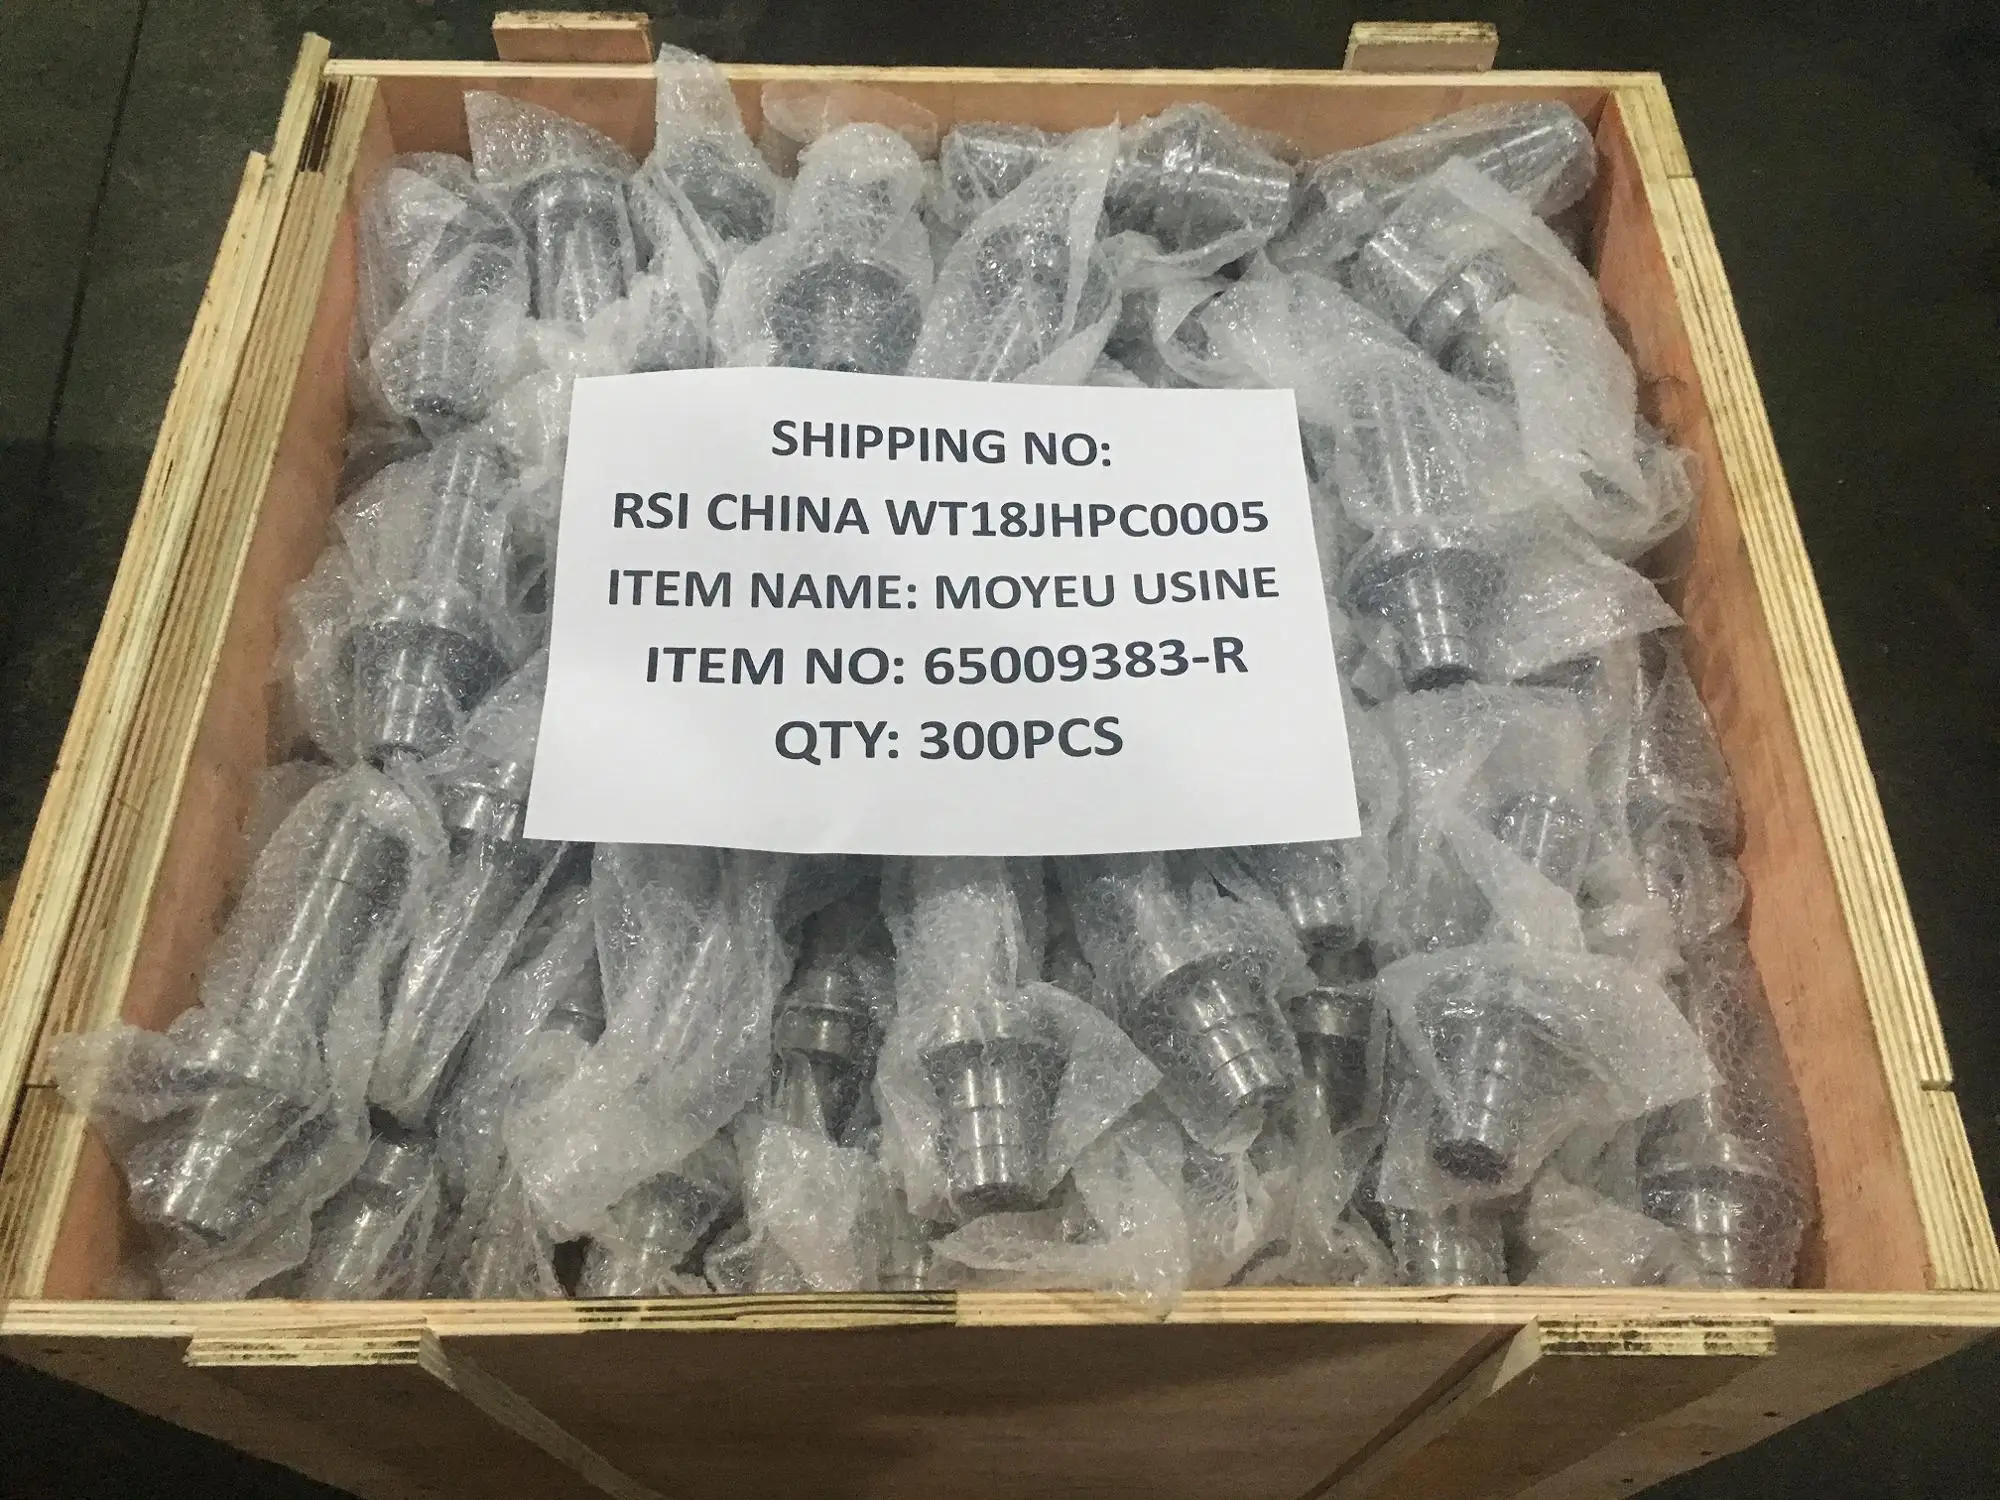 SHIPPING NO:
RSI CHINA WT18JHPC0005
ITEM NAME: MOYEU USINE
ITEM NO: 65009383-R
QTY: 300PCS